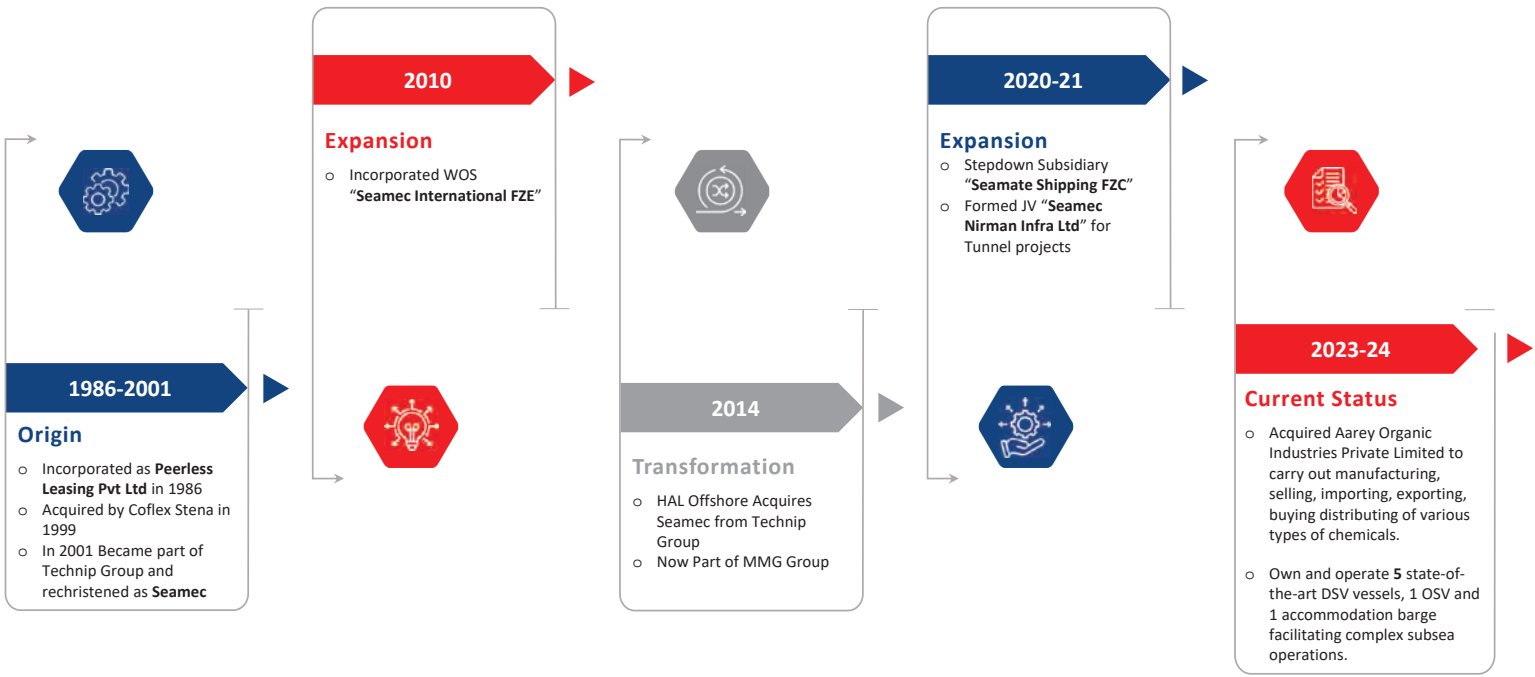 1986-2001
Origin
o Incorporated as Peerless
Leasing Pvt Ltd in 1986
o Acquired by Coflex Stena in
1999
o In 2001 Became part of
Technip Group and
rechristened as Seamec
2010
Expansion
o Incorporated WOS
“Seamec International FZE”
2014
Transformation
o HAL Offshore Acquires
Seamec from Technip
Group
o Now Part of MMG Group
2020-21
Expansion
o Stepdown Subsidiary
“Seamate Shipping FZC”
o Formed JV “Seamec
Nirman Infra Ltd” for
Tunnel projects
2023-24
Current Status
o Acquired Aarey Organic
Industries Private Limited to
carry out manufacturing,
selling, importing, exporting,
buying distributing of various
types of chemicals.
o Own and operate 5 state-of-
the-art DSV vessels, 1 OSV and
1 accommodation barge
facilitating complex subsea
operations.